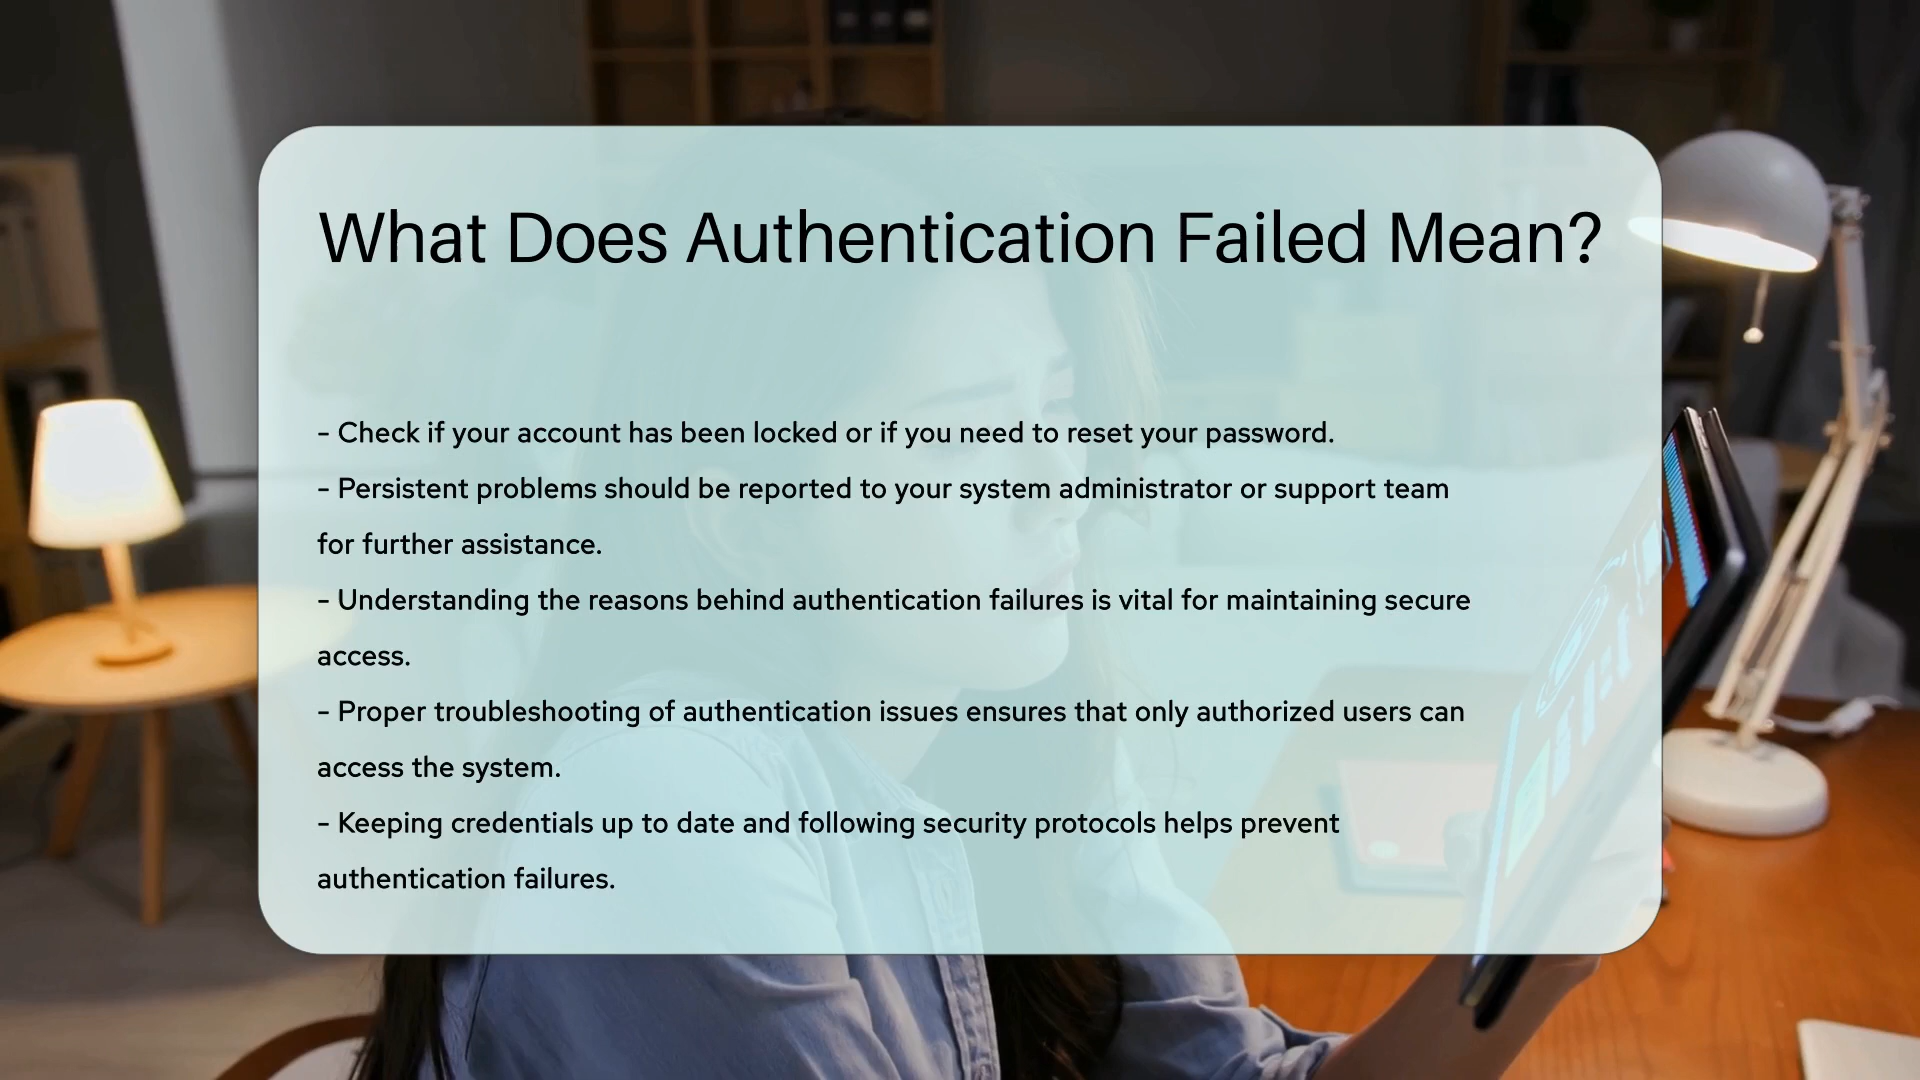 What Does Authentication Failed Mean?
- Check if your account has been locked or if you need to reset your password.
- Persistent problems should be reported to your system administrator or support team
for further assistance.
- Understanding the reasons behind authentication failures is vital for maintaining secure
access.
- Proper troubleshooting of authentication issues ensures that only authorized users can
access the system.
- Keeping credentials up to date and following security protocols helps prevent
authentication failures.